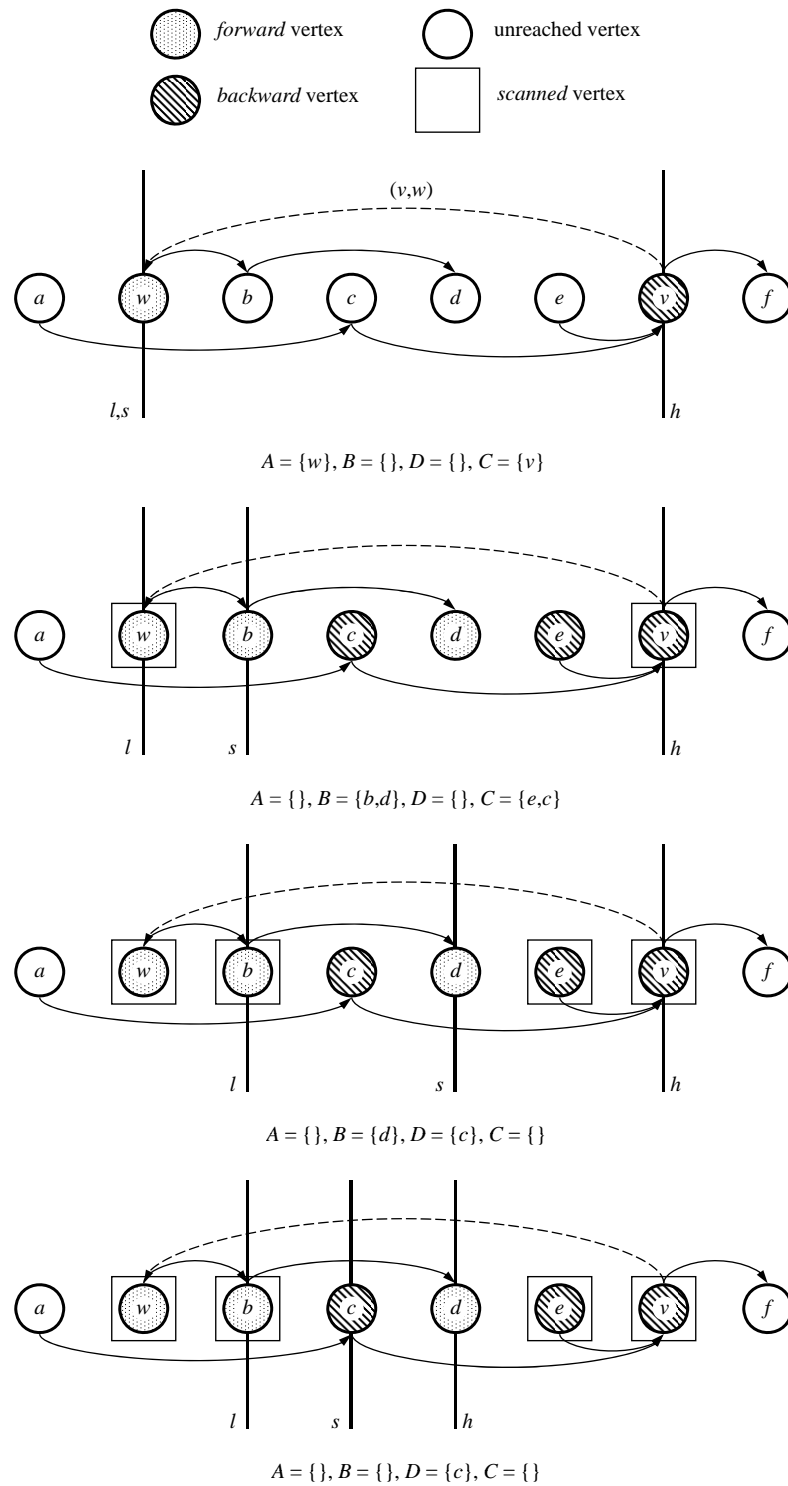 forward vertex unreached vertex
backward vertex scanned vertex
(v,w)
a w b c d e v f
l,s h
A = {w}, B = {}, D = {}, C = {v}
a w b c d e v f
l s h
A = {}, B = {b,d}, D = {}, C = {e,c}
a w b c d e v f
l s h
A = {}, B = {d}, D = {c}, C = {}
a w b c d e v f
l s h
A = {}, B = {}, D = {c}, C = {}